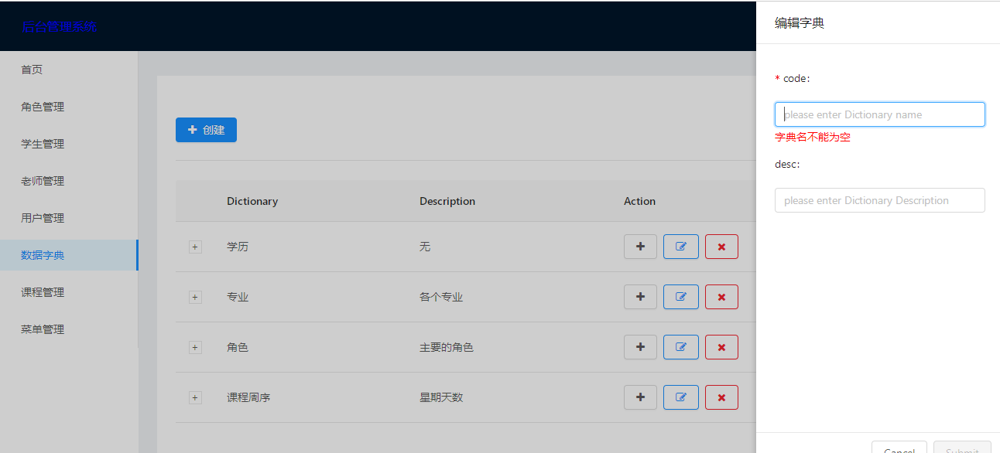 后台管理系统
首页
角色管理
学生管理
老师管理
用户管理
数据字典
课程管理
菜单管理
+ 创建
Dictionary Description Action
+ 学历 无
+ 专业 各个专业
+ 角色 主要的角色
+ 课程周序 星期天数
编辑字典
* code:
please enter Dictionary name
字典名不能为空
desc:
please enter Dictionary Description
Cancel Submit